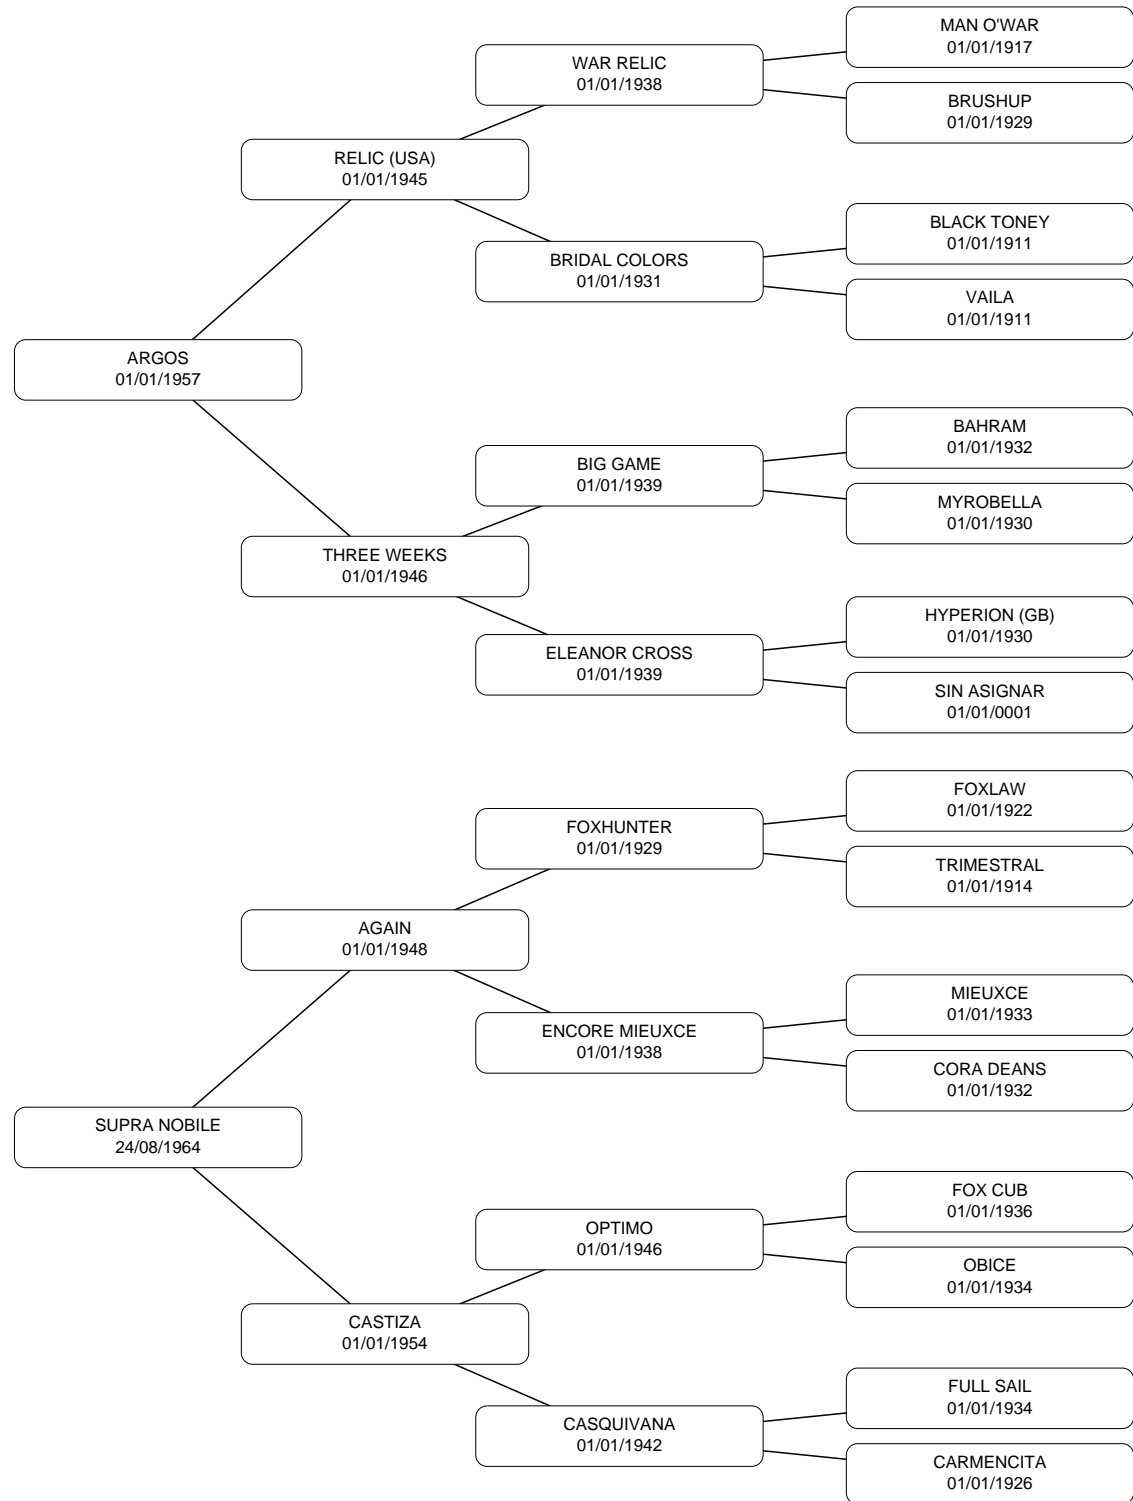 MAN O'WAR
01/01/1917
WAR RELIC
01/01/1938
BRUSHUP
01/01/1929
RELIC (USA)
01/01/1945
BLACK TONEY
01/01/1911
BRIDAL COLORS
01/01/1931
VAILA
01/01/1911
ARGOS
01/01/1957
BAHRAM
01/01/1932
BIG GAME
01/01/1939
MYROBELLA
01/01/1930
THREE WEEKS
01/01/1946
HYPERION (GB)
01/01/1930
ELEANOR CROSS
01/01/1939
SIN ASIGNAR
01/01/0001
FOXLAW
01/01/1922
FOXHUNTER
01/01/1929
TRIMESTRAL
01/01/1914
AGAIN
01/01/1948
MIEUXCE
01/01/1933
ENCORE MIEUXCE
01/01/1938
CORA DEANS
01/01/1932
SUPRA NOBILE
24/08/1964
FOX CUB
01/01/1936
OPTIMO
01/01/1946
OBICE
01/01/1934
CASTIZA
01/01/1954
FULL SAIL
01/01/1934
CASQUIVANA
01/01/1942
CARMENCITA
01/01/1926